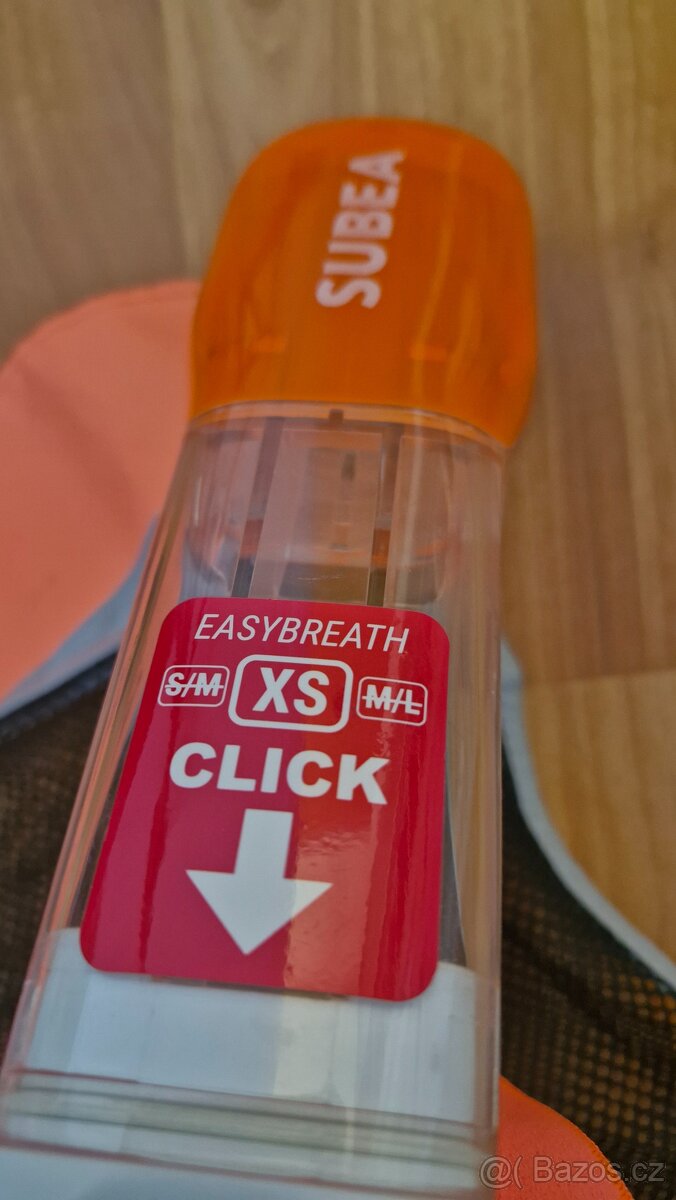 SUBEA
EASYBREATH
S/M XS M/L
CLICK
@( Bazos.cz